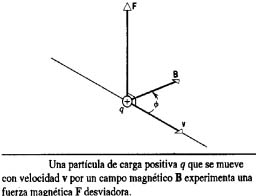 F
B
ϕ
q
v
Una partícula de carga positiva q que se mueve
con velocidad v por un campo magnético B experimenta una
fuerza magnética F desviadora.